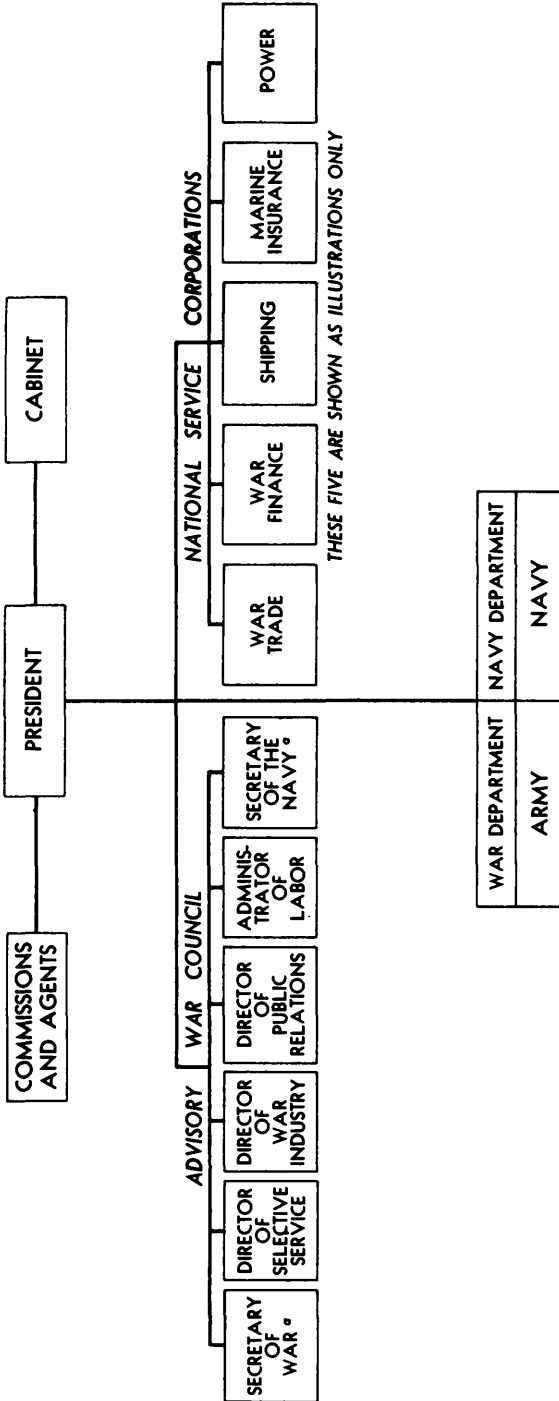 COMMISSIONS
AND AGENTS
PRESIDENT
CABINET
ADVISORY WAR COUNCIL
NATIONAL SERVICE CORPORATIONS
SECRETARY
OF
WAR ª
DIRECTOR
OF
SELECTIVE
SERVICE
DIRECTOR
OF
WAR
INDUSTRY
DIRECTOR
OF
PUBLIC
RELATIONS
ADMINIS-
TRATOR
OF
LABOR
SECRETARY
OF THE
NAVY ª
WAR
TRADE
WAR
FINANCE
SHIPPING
MARINE
INSURANCE
POWER
THESE FIVE ARE SHOWN AS ILLUSTRATIONS ONLY
WAR DEPARTMENT
NAVY DEPARTMENT
ARMY
NAVY